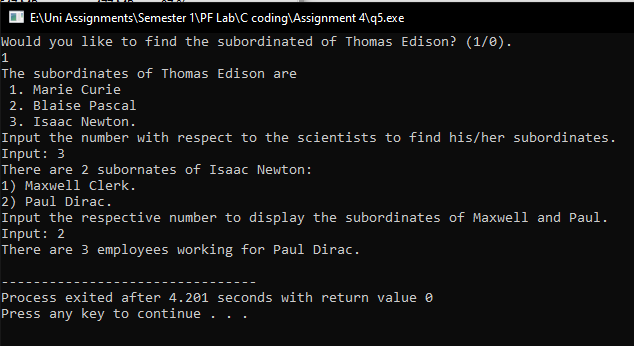 E:\Uni Assignments\Semester 1\PF Lab\C coding\Assignment 4\q5.exe
Would you like to find the subordinated of Thomas Edison? (1/0).
1
The subordinates of Thomas Edison are
 1. Marie Curie
 2. Blaise Pascal
 3. Isaac Newton.
Input the number with respect to the scientists to find his/her subordinates.
Input: 3
There are 2 subornates of Isaac Newton:
1) Maxwell Clerk.
2) Paul Dirac.
Input the respective number to display the subordinates of Maxwell and Paul.
Input: 2
There are 3 employees working for Paul Dirac.
--------------------------------
Process exited after 4.201 seconds with return value 0
Press any key to continue . . .